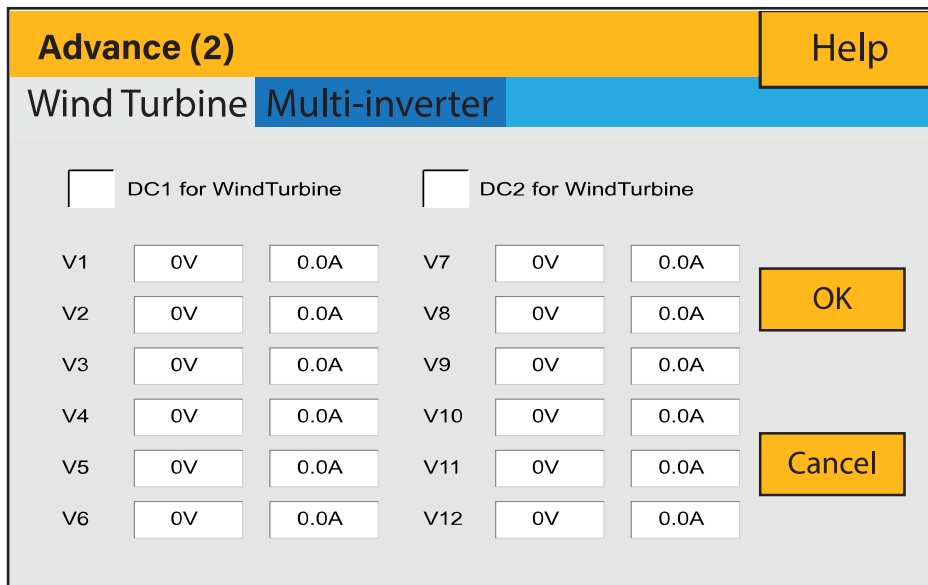 Advance (2)
Help
Wind Turbine Multi-inverter
DC1 for WindTurbine DC2 for WindTurbine
V1 0V 0.0A V7 0V 0.0A
V2 0V 0.0A V8 0V 0.0A
OK
V3 0V 0.0A V9 0V 0.0A
V4 0V 0.0A V10 0V 0.0A
V5 0V 0.0A V11 0V 0.0A
Cancel
V6 0V 0.0A V12 0V 0.0A